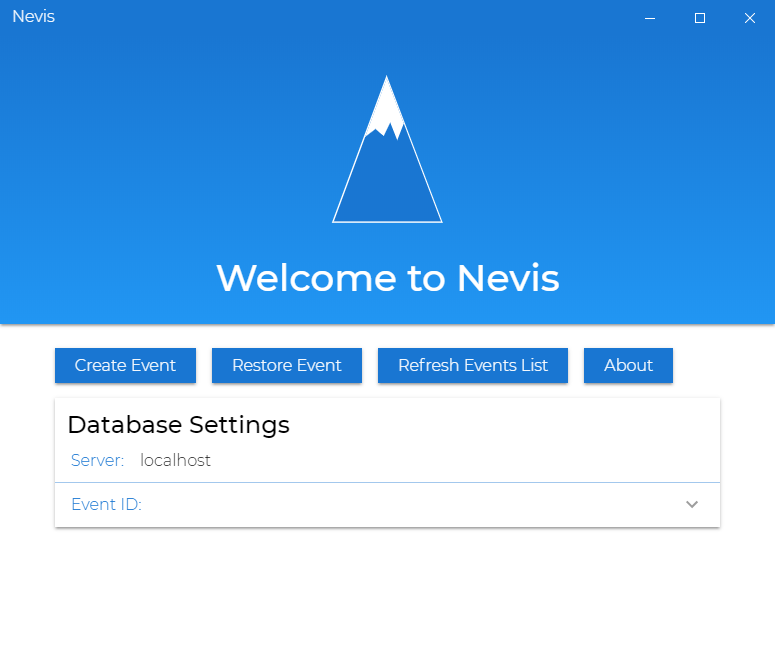 Nevis
Welcome to Nevis
Create Event Restore Event Refresh Events List About
Database Settings
Server: localhost
Event ID: